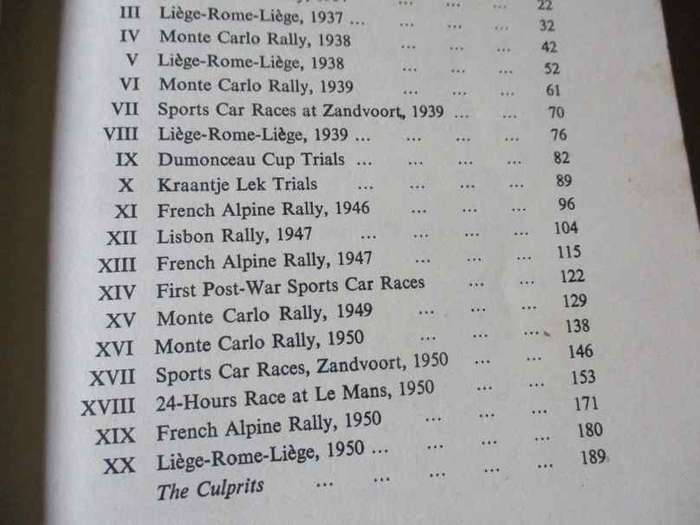 22
III Liège-Rome-Liège, 1937 ... ... ... ... 32
IV Monte Carlo Rally, 1938 ... ... ... 42
V Liège-Rome-Liège, 1938 ... ... ... 52
VI Monte Carlo Rally, 1939 ... ... ... 61
VII Sports Car Races at Zandvoort, 1939 ... ... 70
VIII Liège-Rome-Liège, 1939 ... ... ... ... 76
IX Dumonceau Cup Trials ... ... ... ... 82
X Kraantje Lek Trials ... ... ... ... 89
XI French Alpine Rally, 1946 ... ... ... 96
XII Lisbon Rally, 1947 ... ... ... ... 104
XIII French Alpine Rally, 1947 ... ... ... 115
XIV First Post-War Sports Car Races ... ... 122
XV Monte Carlo Rally, 1949 ... ... ... 129
XVI Monte Carlo Rally, 1950 ... ... ... 138
XVII Sports Car Races, Zandvoort, 1950 ... ... 146
XVIII 24-Hours Race at Le Mans, 1950 ... ... 153
XIX French Alpine Rally, 1950 ... ... ... 171
XX Liège-Rome-Liège, 1950 ... ... ... ... 180
The Culprits ... ... ... ... ... 189